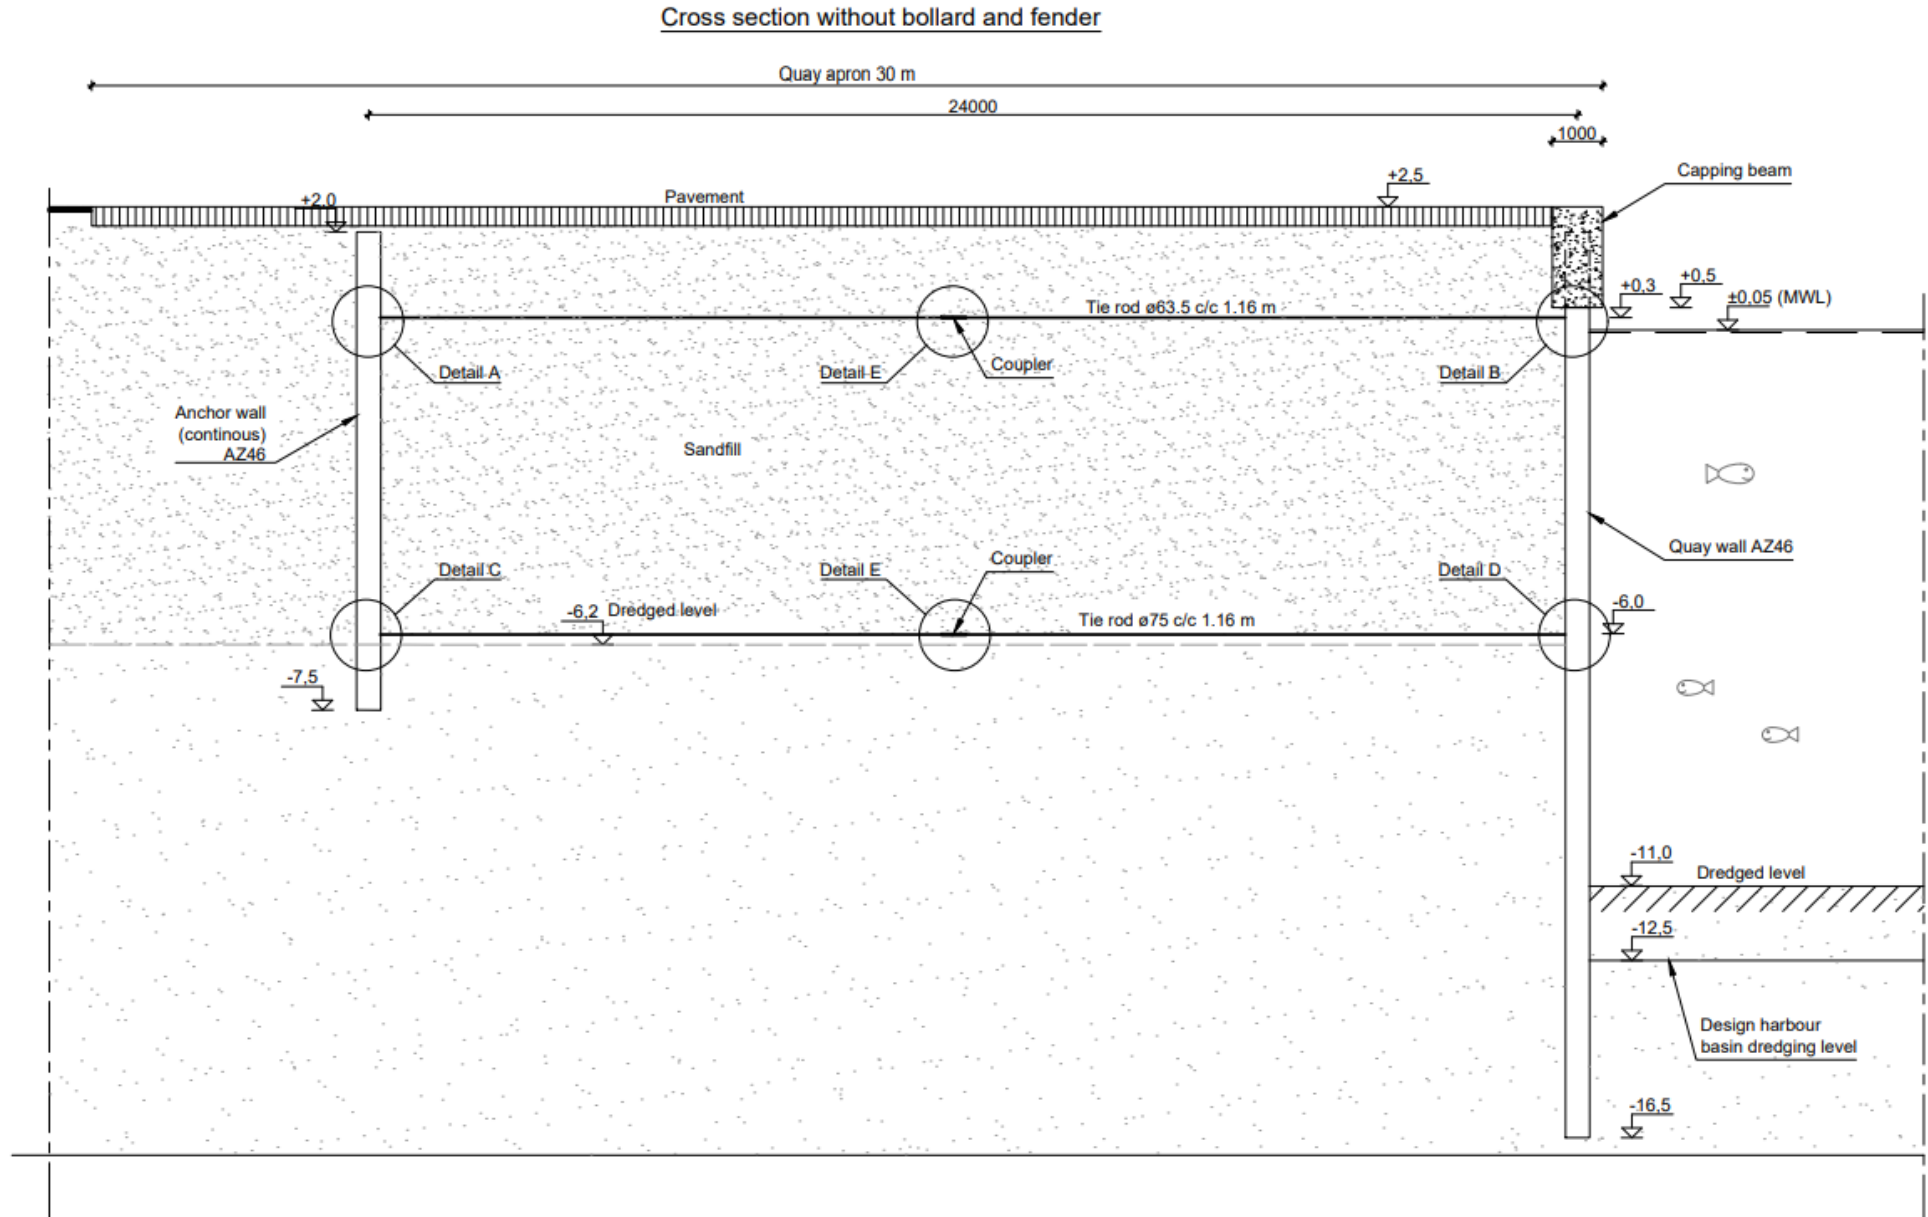 Cross section without bollard and fender
Quay apron 30 m
24000
1000
Capping beam
+2,5
Pavement
+2,0
+0,5
+0,3
±0,05 (MWL)
Tie rod ø63.5 c/c 1.16 m
Detail A
Detail E
Coupler
Detail B
Anchor wall
(continous)
AZ46
Sandfill
Quay wall AZ46
Detail C
Detail E
Coupler
Detail D
-6,2 Dredged level
Tie rod ø75 c/c 1.16 m
-6,0
-7,5
-11,0
Dredged level
-12,5
Design harbour
basin dredging level
-16,5